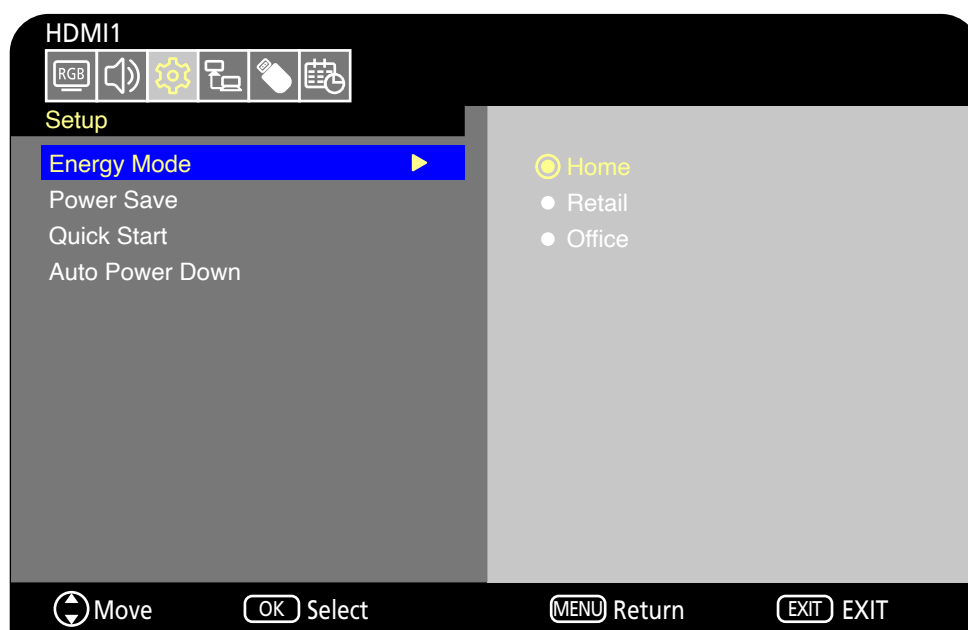 HDMI1
RGB
Setup
Energy Mode
Power Save
Quick Start
Auto Power Down
Home
Retail
Office
Move OK Select MENU Return EXIT EXIT